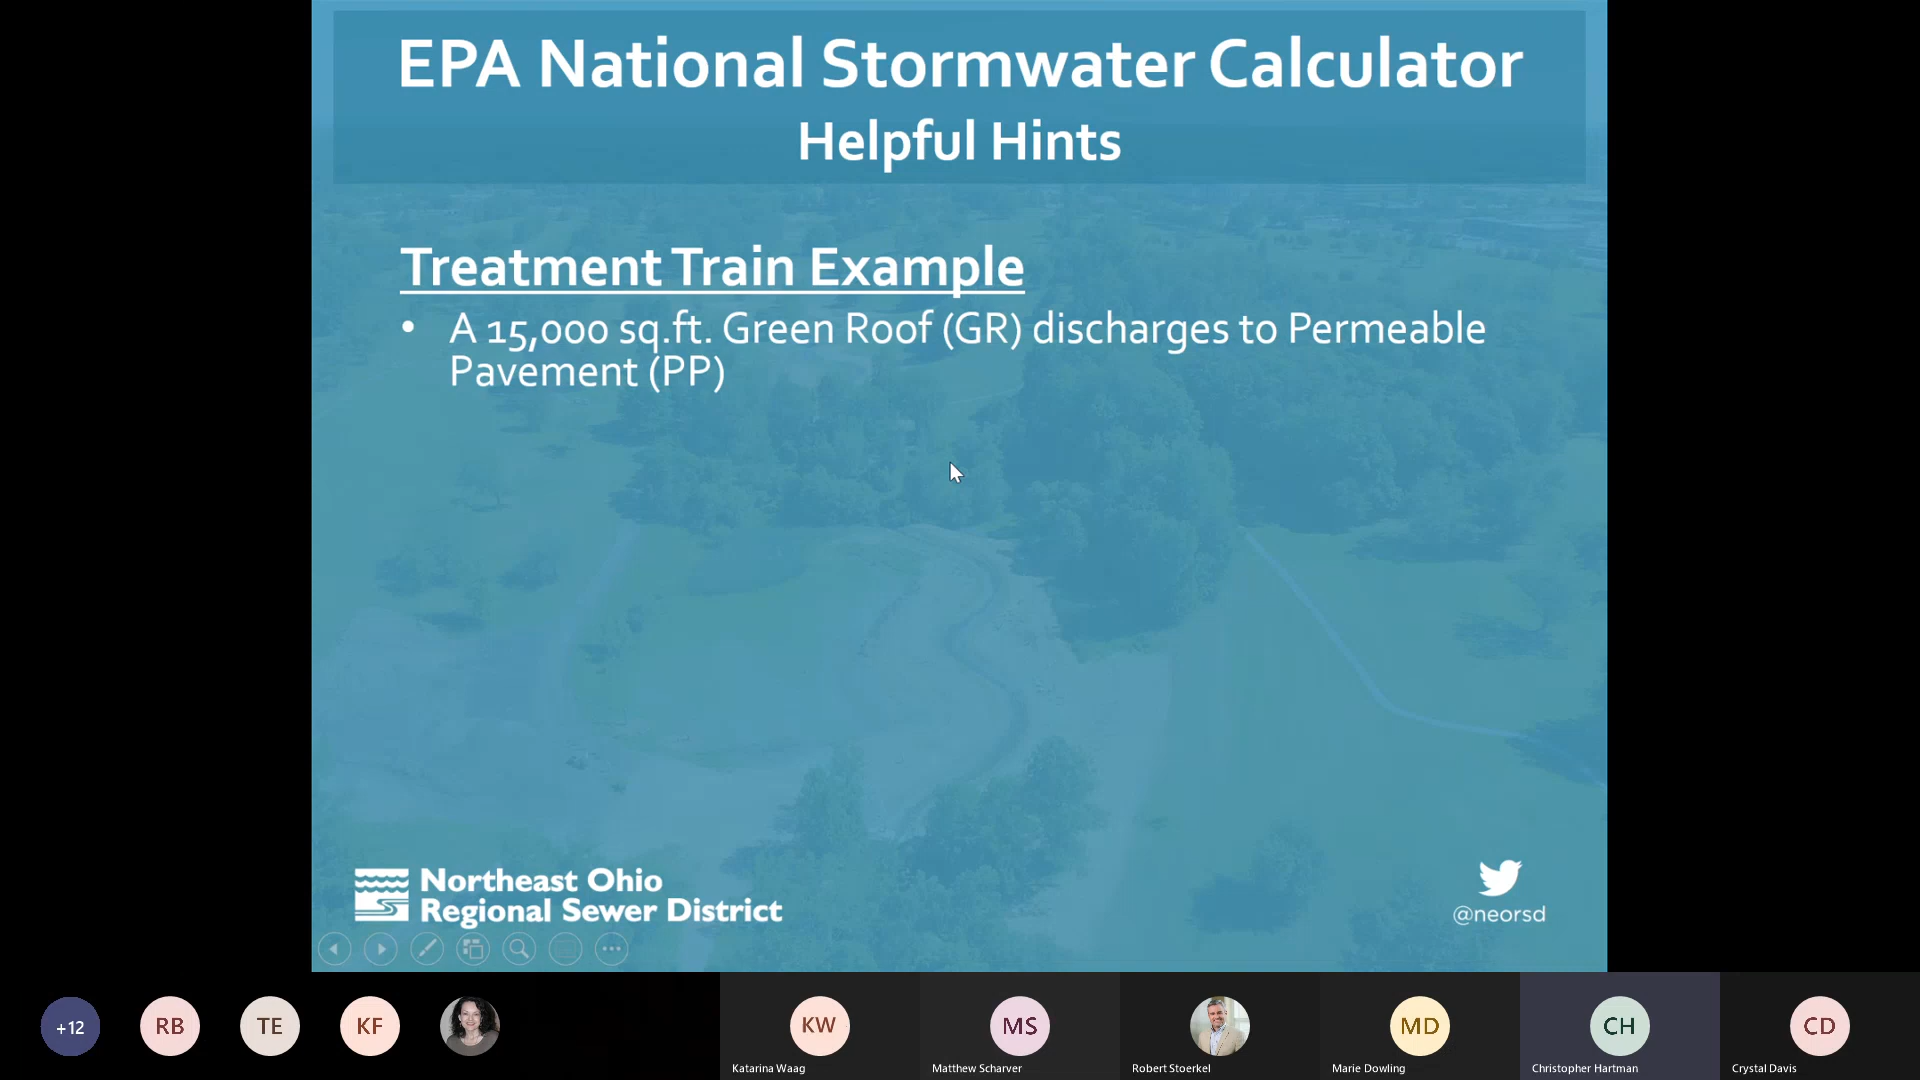 EPA National Stormwater Calculator
Helpful Hints
Treatment Train Example
• A 15,000 sq.ft. Green Roof (GR) discharges to Permeable
Pavement (PP)
Northeast Ohio
Regional Sewer District
@neorsd
+12
RB
TE
KF
KW
MS
MD
CH
CD
Katarina Waag
Matthew Scharver
Robert Stoerkel
Marie Dowling
Christopher Hartman
Crystal Davis